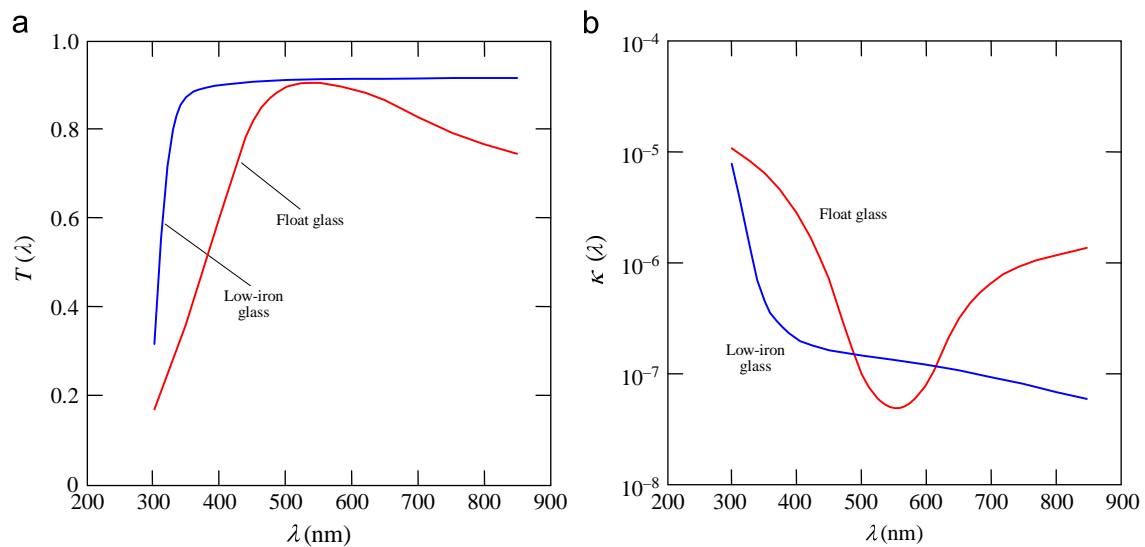 a
1.0
0.8
0.6
0.4
0.2
0
T (λ)
Float glass
Low-iron
glass
200 300 400 500 600 700 800 900
λ (nm)
b
10⁻⁴
10⁻⁵
10⁻⁶
10⁻⁷
10⁻⁸
κ (λ)
Float glass
Low-iron
glass
200 300 400 500 600 700 800 900
λ (nm)